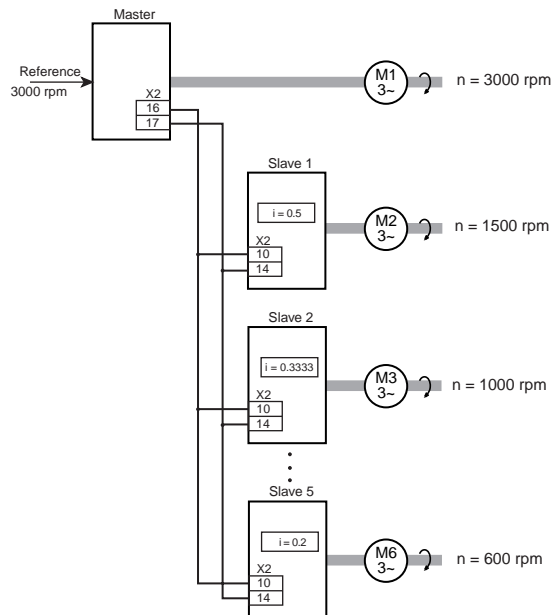 Master
Reference
3000 rpm
X2
16
17
M1
3~
n = 3000 rpm
Slave 1
i = 0.5
X2
10
14
M2
3~
n = 1500 rpm
Slave 2
i = 0.3333
X2
10
14
M3
3~
n = 1000 rpm
Slave 5
i = 0.2
X2
10
14
M6
3~
n = 600 rpm